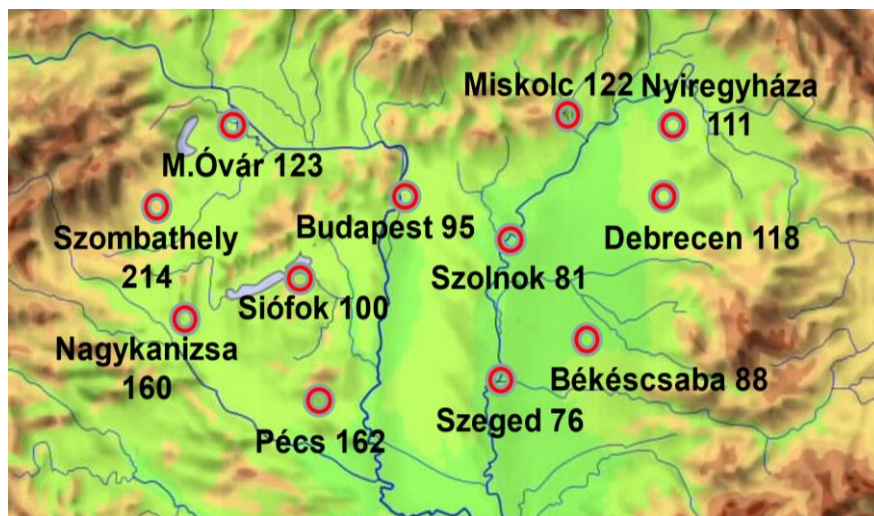 Miskolc 122
Nyiregyháza
111
M.Óvár 123
Szombathely
214
Budapest 95
Debrecen 118
Szolnok 81
Siófok 100
Nagykanizsa
160
Békéscsaba 88
Szeged 76
Pécs 162